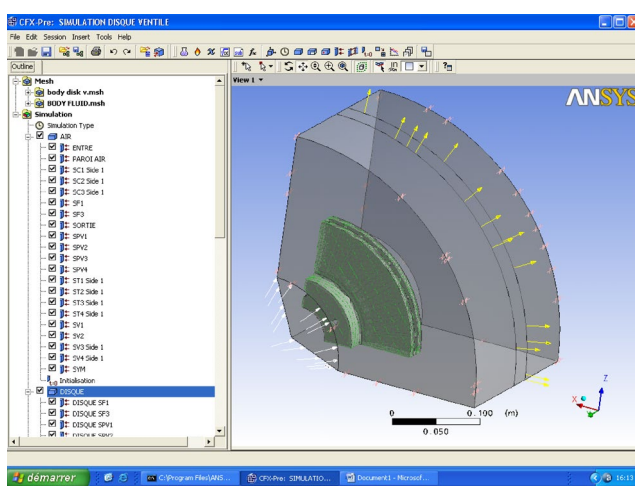 CFX-Pre: SIMULATION DISQUE VENTILE
File Edit Session Insert Tools Help
Outline
Mesh
body disk v.msh
BODY FLUID.msh
Simulation
Simulation Type
AIR
ENTRE
PAROI AIR
SC1 Side 1
SC2 Side 1
SC3 Side 1
SF1
SF3
SORTIE
SPV1
SPV2
SPV3
SPV4
ST1 Side 1
ST2 Side 1
ST3 Side 1
ST4 Side 1
SV1
SV2
SV3 Side 1
SV4 Side 1
SYM
Initialisation
DISQUE
DISQUE SF1
DISQUE SF3
DISQUE SPV1
DISQUE SPV2
View 1
ANSYS
Z
X
0 0.100 (m)
0.050
démarrer
C:\Program Files\ANS...
CFX-Pre: SIMULATIO...
Document1 - Microsof...
16:13